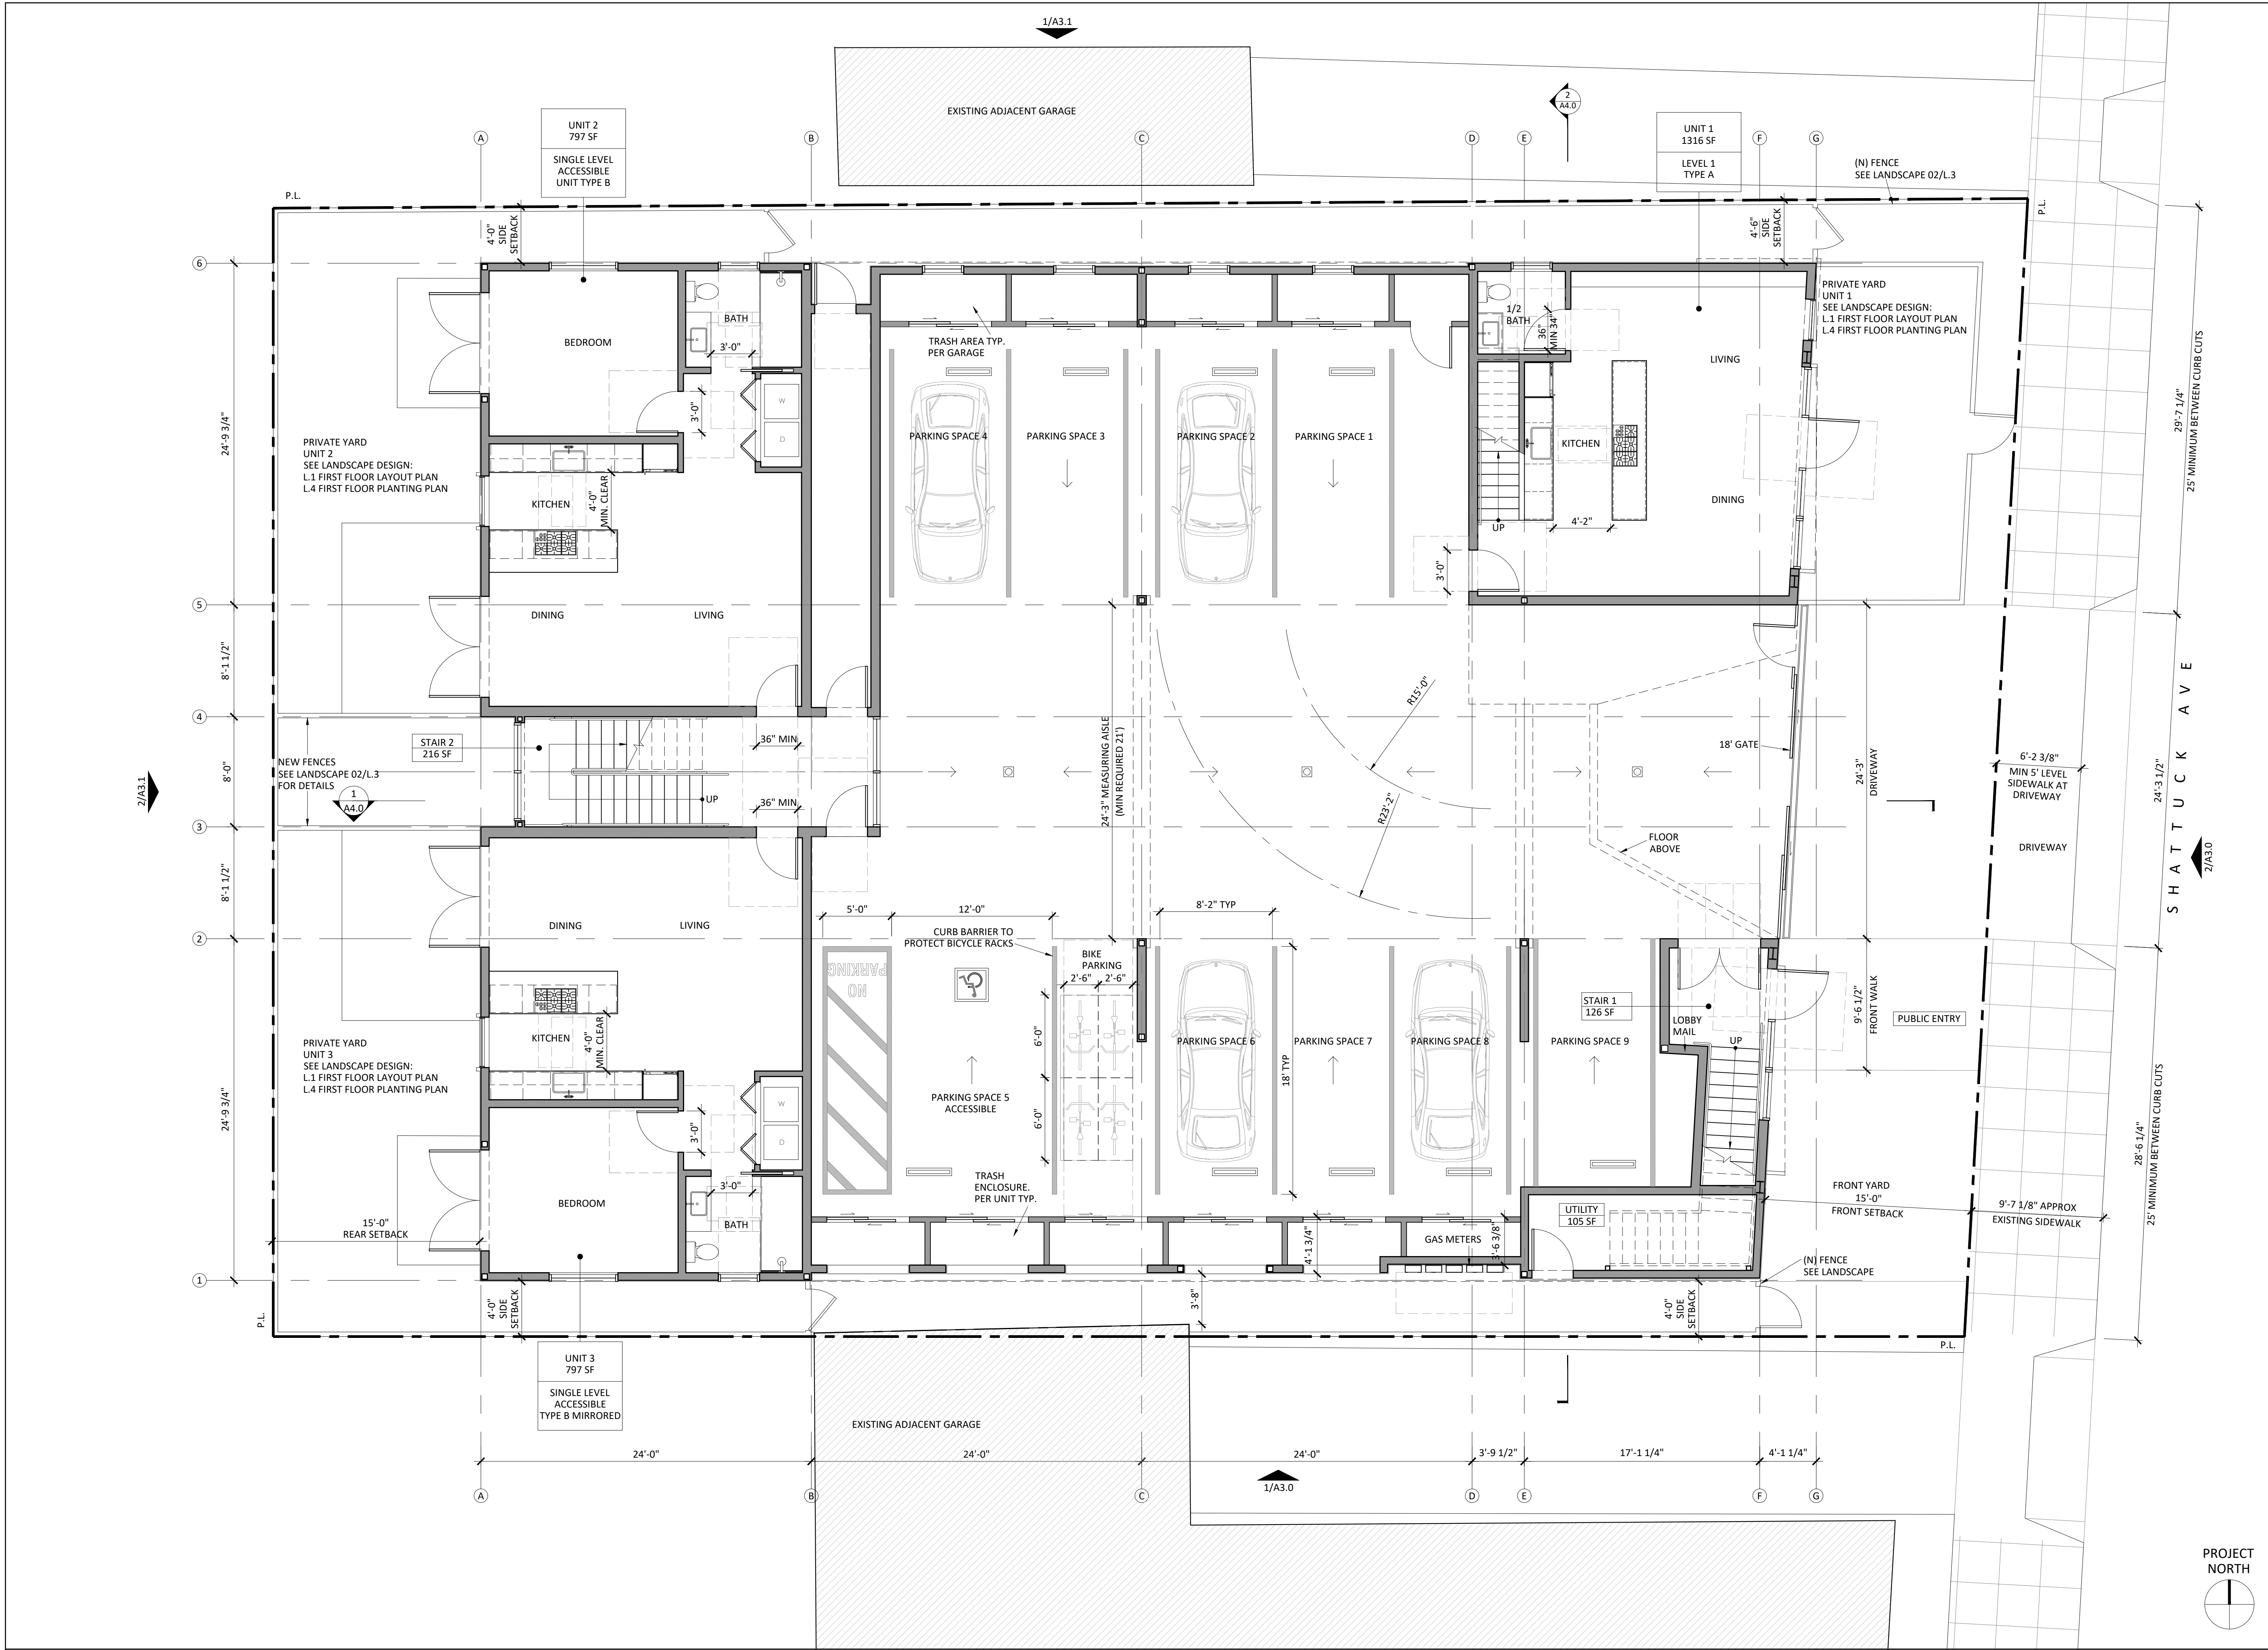 1/A3.1
EXISTING ADJACENT GARAGE
2
A4.0
UNIT 2
797 SF
SINGLE LEVEL
ACCESSIBLE
UNIT TYPE B
UNIT 1
1316 SF
LEVEL 1
TYPE A
A
B
C
D
E
F
G
(N) FENCE
SEE LANDSCAPE 02/L.3
P.L.
P.L.
4'-0"
SIDE
SETBACK
4'-6"
SIDE
SETBACK
6
5
4
3
2
1
24'-9 3/4"
8'-1 1/2"
8'-0"
8'-1 1/2"
24'-9 3/4"
BEDROOM
BATH
3'-0"
3'-0"
W
D
TRASH AREA TYP.
PER GARAGE
1/2
BATH
36"
MIN 34"
PRIVATE YARD
UNIT 1
SEE LANDSCAPE DESIGN:
L.1 FIRST FLOOR LAYOUT PLAN
L.4 FIRST FLOOR PLANTING PLAN
LIVING
PARKING SPACE 4
PARKING SPACE 3
PARKING SPACE 2
PARKING SPACE 1
KITCHEN
DINING
UP
4'-2"
3'-0"
PRIVATE YARD
UNIT 2
SEE LANDSCAPE DESIGN:
L.1 FIRST FLOOR LAYOUT PLAN
L.4 FIRST FLOOR PLANTING PLAN
KITCHEN
4'-0"
MIN. CLEAR
DINING
LIVING
29'-7 1/4"
25' MINIMUM BETWEEN CURB CUTS
SHATTUCK AVE
2/A3.1
NEW FENCES
SEE LANDSCAPE 02/L.3
FOR DETAILS
1
A4.0
STAIR 2
216 SF
36" MIN
36" MIN
UP
24'-3" MEASURING AISLE
(MIN REQUIRED 21')
R15'-0"
R23'-2"
18' GATE
24'-3"
DRIVEWAY
6'-2 3/8"
MIN 5' LEVEL
SIDEWALK AT
DRIVEWAY
DRIVEWAY
24'-3 1/2"
2/A3.0
FLOOR
ABOVE
DINING
LIVING
5'-0"
12'-0"
8'-2" TYP
CURB BARRIER TO
PROTECT BICYCLE RACKS
BIKE
PARKING
2'-6"
2'-6"
NO
PARKING
6'-0"
6'-0"
STAIR 1
126 SF
LOBBY
MAIL
UP
9'-6 1/2"
FRONT WALK
PUBLIC ENTRY
KITCHEN
4'-0"
MIN. CLEAR
PRIVATE YARD
UNIT 3
SEE LANDSCAPE DESIGN:
L.1 FIRST FLOOR LAYOUT PLAN
L.4 FIRST FLOOR PLANTING PLAN
PARKING SPACE 5
ACCESSIBLE
PARKING SPACE 6
PARKING SPACE 7
PARKING SPACE 8
PARKING SPACE 9
18' TYP
W
D
3'-0"
3'-0"
BEDROOM
BATH
TRASH
ENCLOSURE.
PER UNIT TYP.
UTILITY
105 SF
GAS METERS
4'-1 3/4"
3'-6 3/8"
3'-8"
FRONT YARD
15'-0"
FRONT SETBACK
9'-7 1/8" APPROX
EXISTING SIDEWALK
28'-6 1/4"
25' MINIMUM BETWEEN CURB CUTS
15'-0"
REAR SETBACK
(N) FENCE
SEE LANDSCAPE
4'-0"
SIDE
SETBACK
4'-0"
SIDE
SETBACK
P.L.
P.L.
UNIT 3
797 SF
SINGLE LEVEL
ACCESSIBLE
TYPE B MIRRORED
EXISTING ADJACENT GARAGE
24'-0"
24'-0"
24'-0"
3'-9 1/2"
17'-1 1/4"
4'-1 1/4"
1/A3.0
A
B
C
D
E
F
G
PROJECT
NORTH